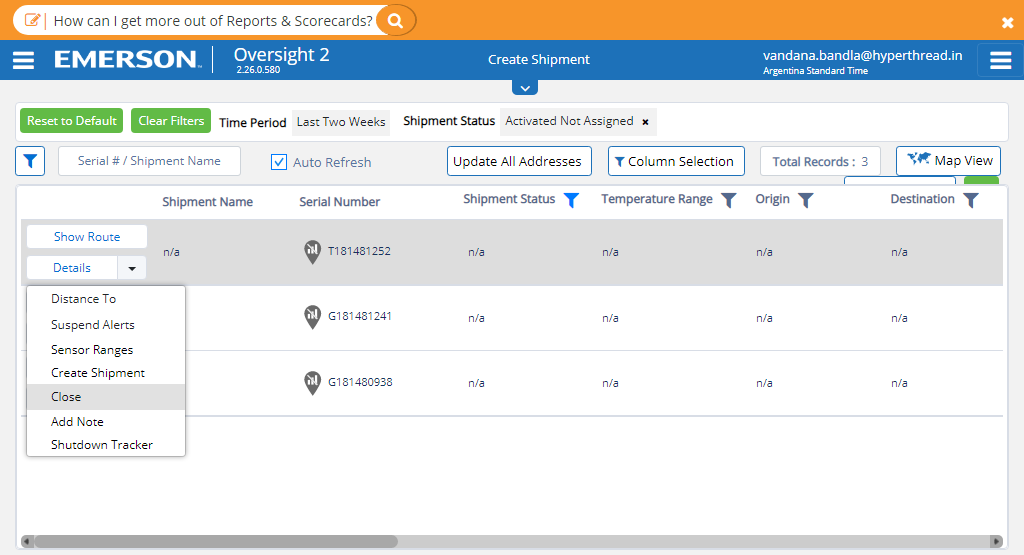 How can I get more out of Reports & Scorecards?
EMERSON.
Oversight 2
2.26.0.580
Create Shipment
vandana.bandla@hyperthread.in
Argentina Standard Time
Reset to Default
Clear Filters
Time Period
Last Two Weeks
Shipment Status
Activated Not Assigned ×
Serial # / Shipment Name
Auto Refresh
Update All Addresses
Column Selection
Total Records : 3
Map View
Shipment Name
Serial Number
Shipment Status
Temperature Range
Origin
Destination
Show Route
Details
n/a
T181481252
n/a
n/a
n/a
n/a
Distance To
Suspend Alerts
Sensor Ranges
Create Shipment
Close
Add Note
Shutdown Tracker
G181481241
n/a
n/a
n/a
n/a
G181480938
n/a
n/a
n/a
n/a